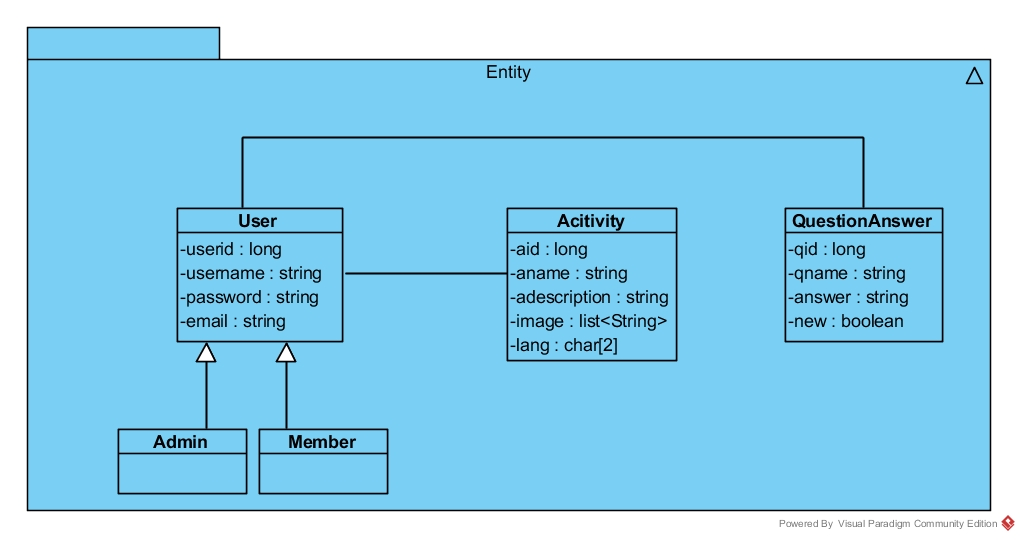 Entity
User
-userid : long
-username : string
-password : string
-email : string
Acitivity
-aid : long
-aname : string
-adescription : string
-image : list<String>
-lang : char[2]
QuestionAnswer
-qid : long
-qname : string
-answer : string
-new : boolean
Admin
Member
Powered By Visual Paradigm Community Edition